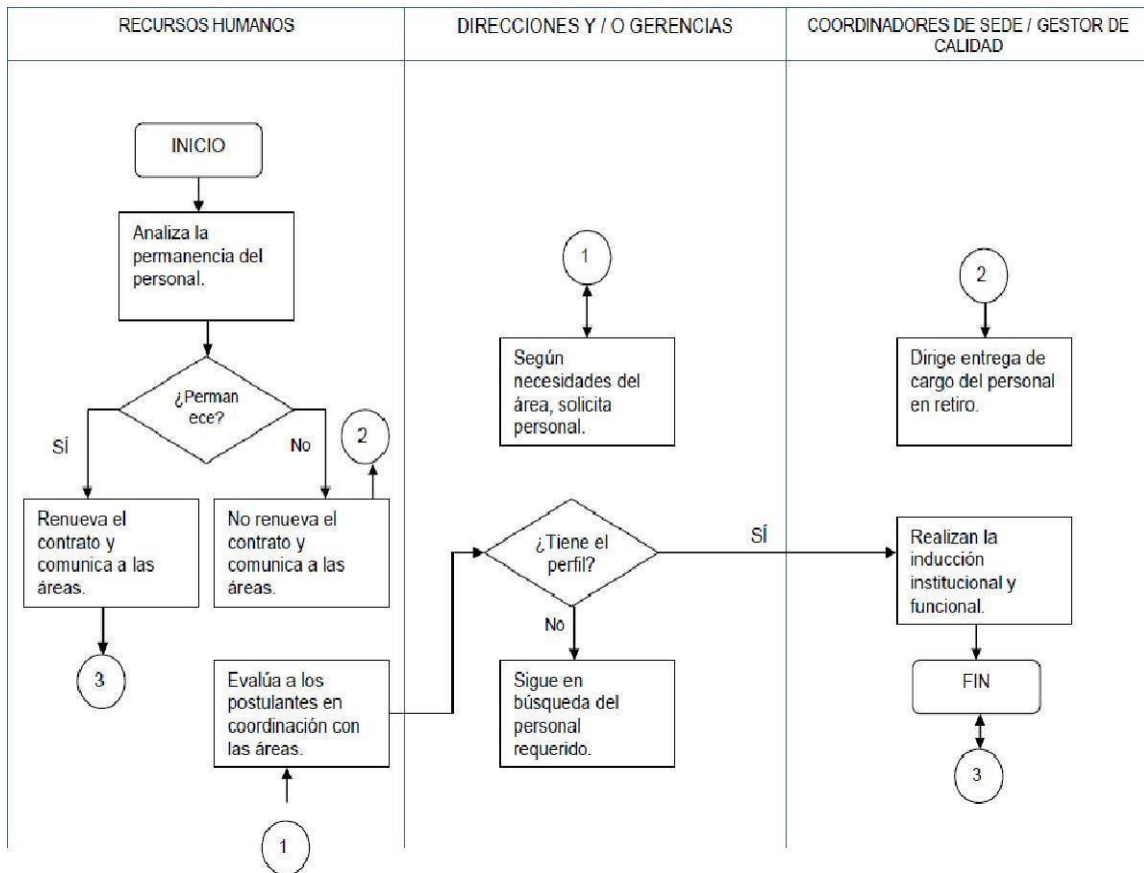 RECURSOS HUMANOS
DIRECCIONES Y / O GERENCIAS
COORDINADORES DE SEDE / GESTOR DE
CALIDAD
INICIO
Analiza la
permanencia del
personal.
¿Perman
ece?
SÍ
No
2
Renueva el
contrato y
comunica a las
áreas.
No renueva el
contrato y
comunica a las
áreas.
3
Evalúa a los
postulantes en
coordinación con
las áreas.
1
1
Según
necesidades del
área, solicita
personal.
¿Tiene el
perfil?
SÍ
No
Sigue en
búsqueda del
personal
requerido.
2
Dirige entrega de
cargo del personal
en retiro.
Realizan la
inducción
institucional y
funcional.
FIN
3